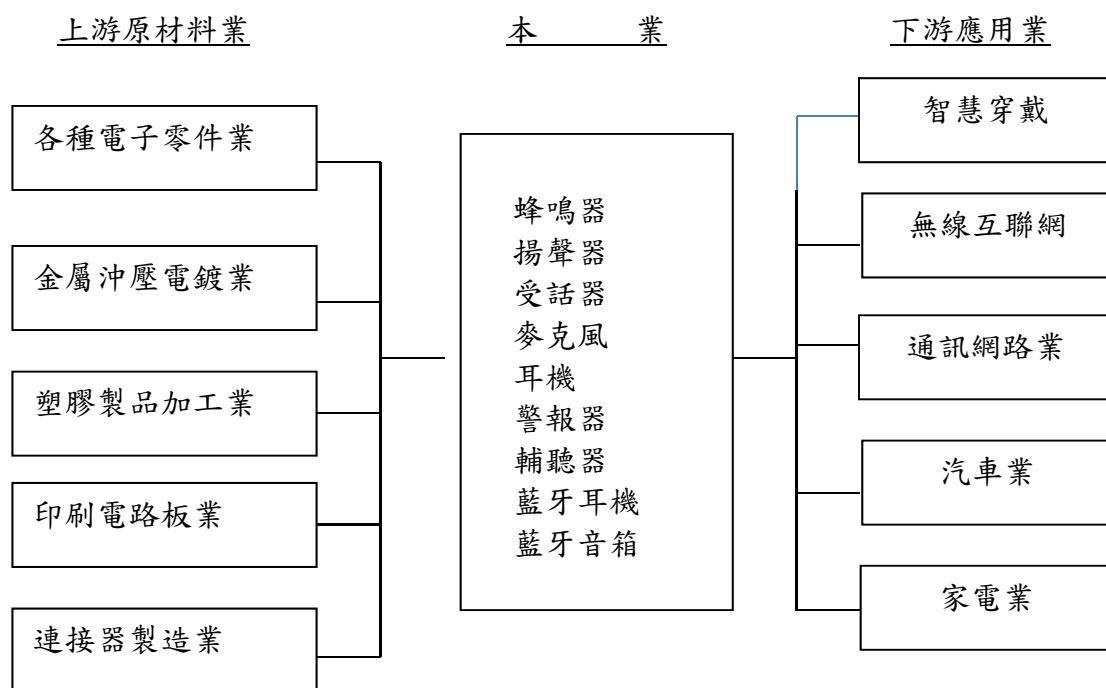 上游原材料業
本 業
下游應用業
各種電子零件業
金屬沖壓電鍍業
塑膠製品加工業
印刷電路板業
連接器製造業
蜂鳴器
揚聲器
受話器
麥克風
耳機
警報器
輔聽器
藍牙耳機
藍牙音箱
智慧穿戴
無線互聯網
通訊網路業
汽車業
家電業